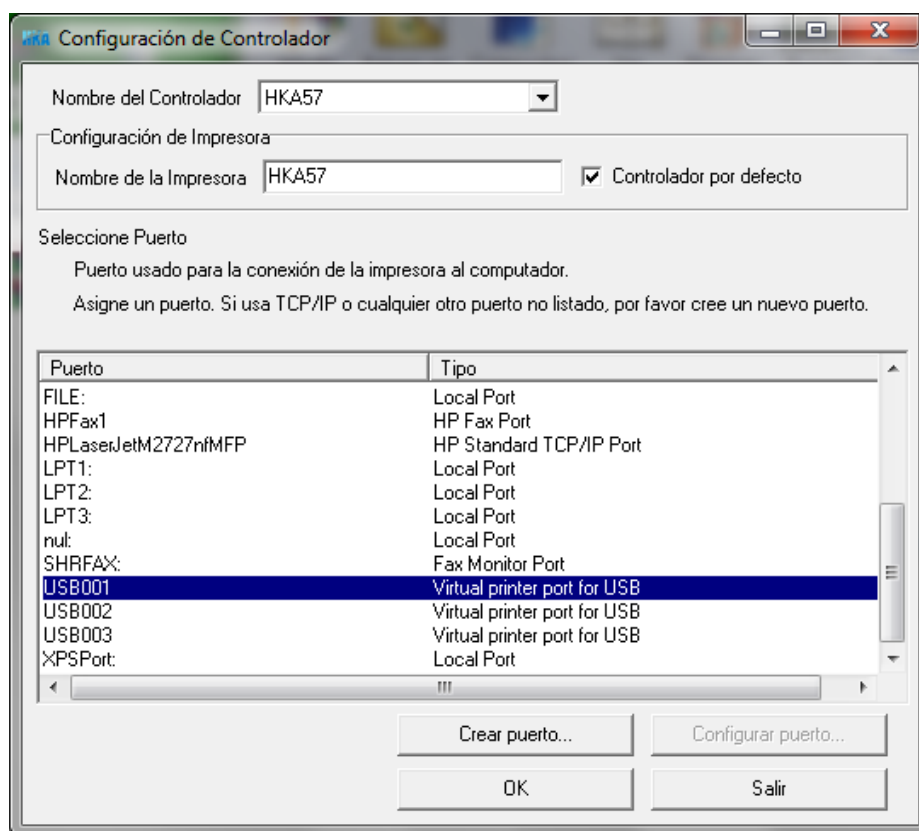 HKA Configuración de Controlador
Nombre del Controlador HKA57
Configuración de Impresora
Nombre de la Impresora HKA57 Controlador por defecto
Seleccione Puerto
Puerto usado para la conexión de la impresora al computador.
Asigne un puerto. Si usa TCP/IP o cualquier otro puerto no listado, por favor cree un nuevo puerto.
Puerto Tipo
FILE: Local Port
HPFax1 HP Fax Port
HPLaserJetM2727nfMFP HP Standard TCP/IP Port
LPT1: Local Port
LPT2: Local Port
LPT3: Local Port
nul: Local Port
SHRFAX: Fax Monitor Port
USB001 Virtual printer port for USB
USB002 Virtual printer port for USB
USB003 Virtual printer port for USB
XPSPort: Local Port
Crear puerto... Configurar puerto...
OK Salir